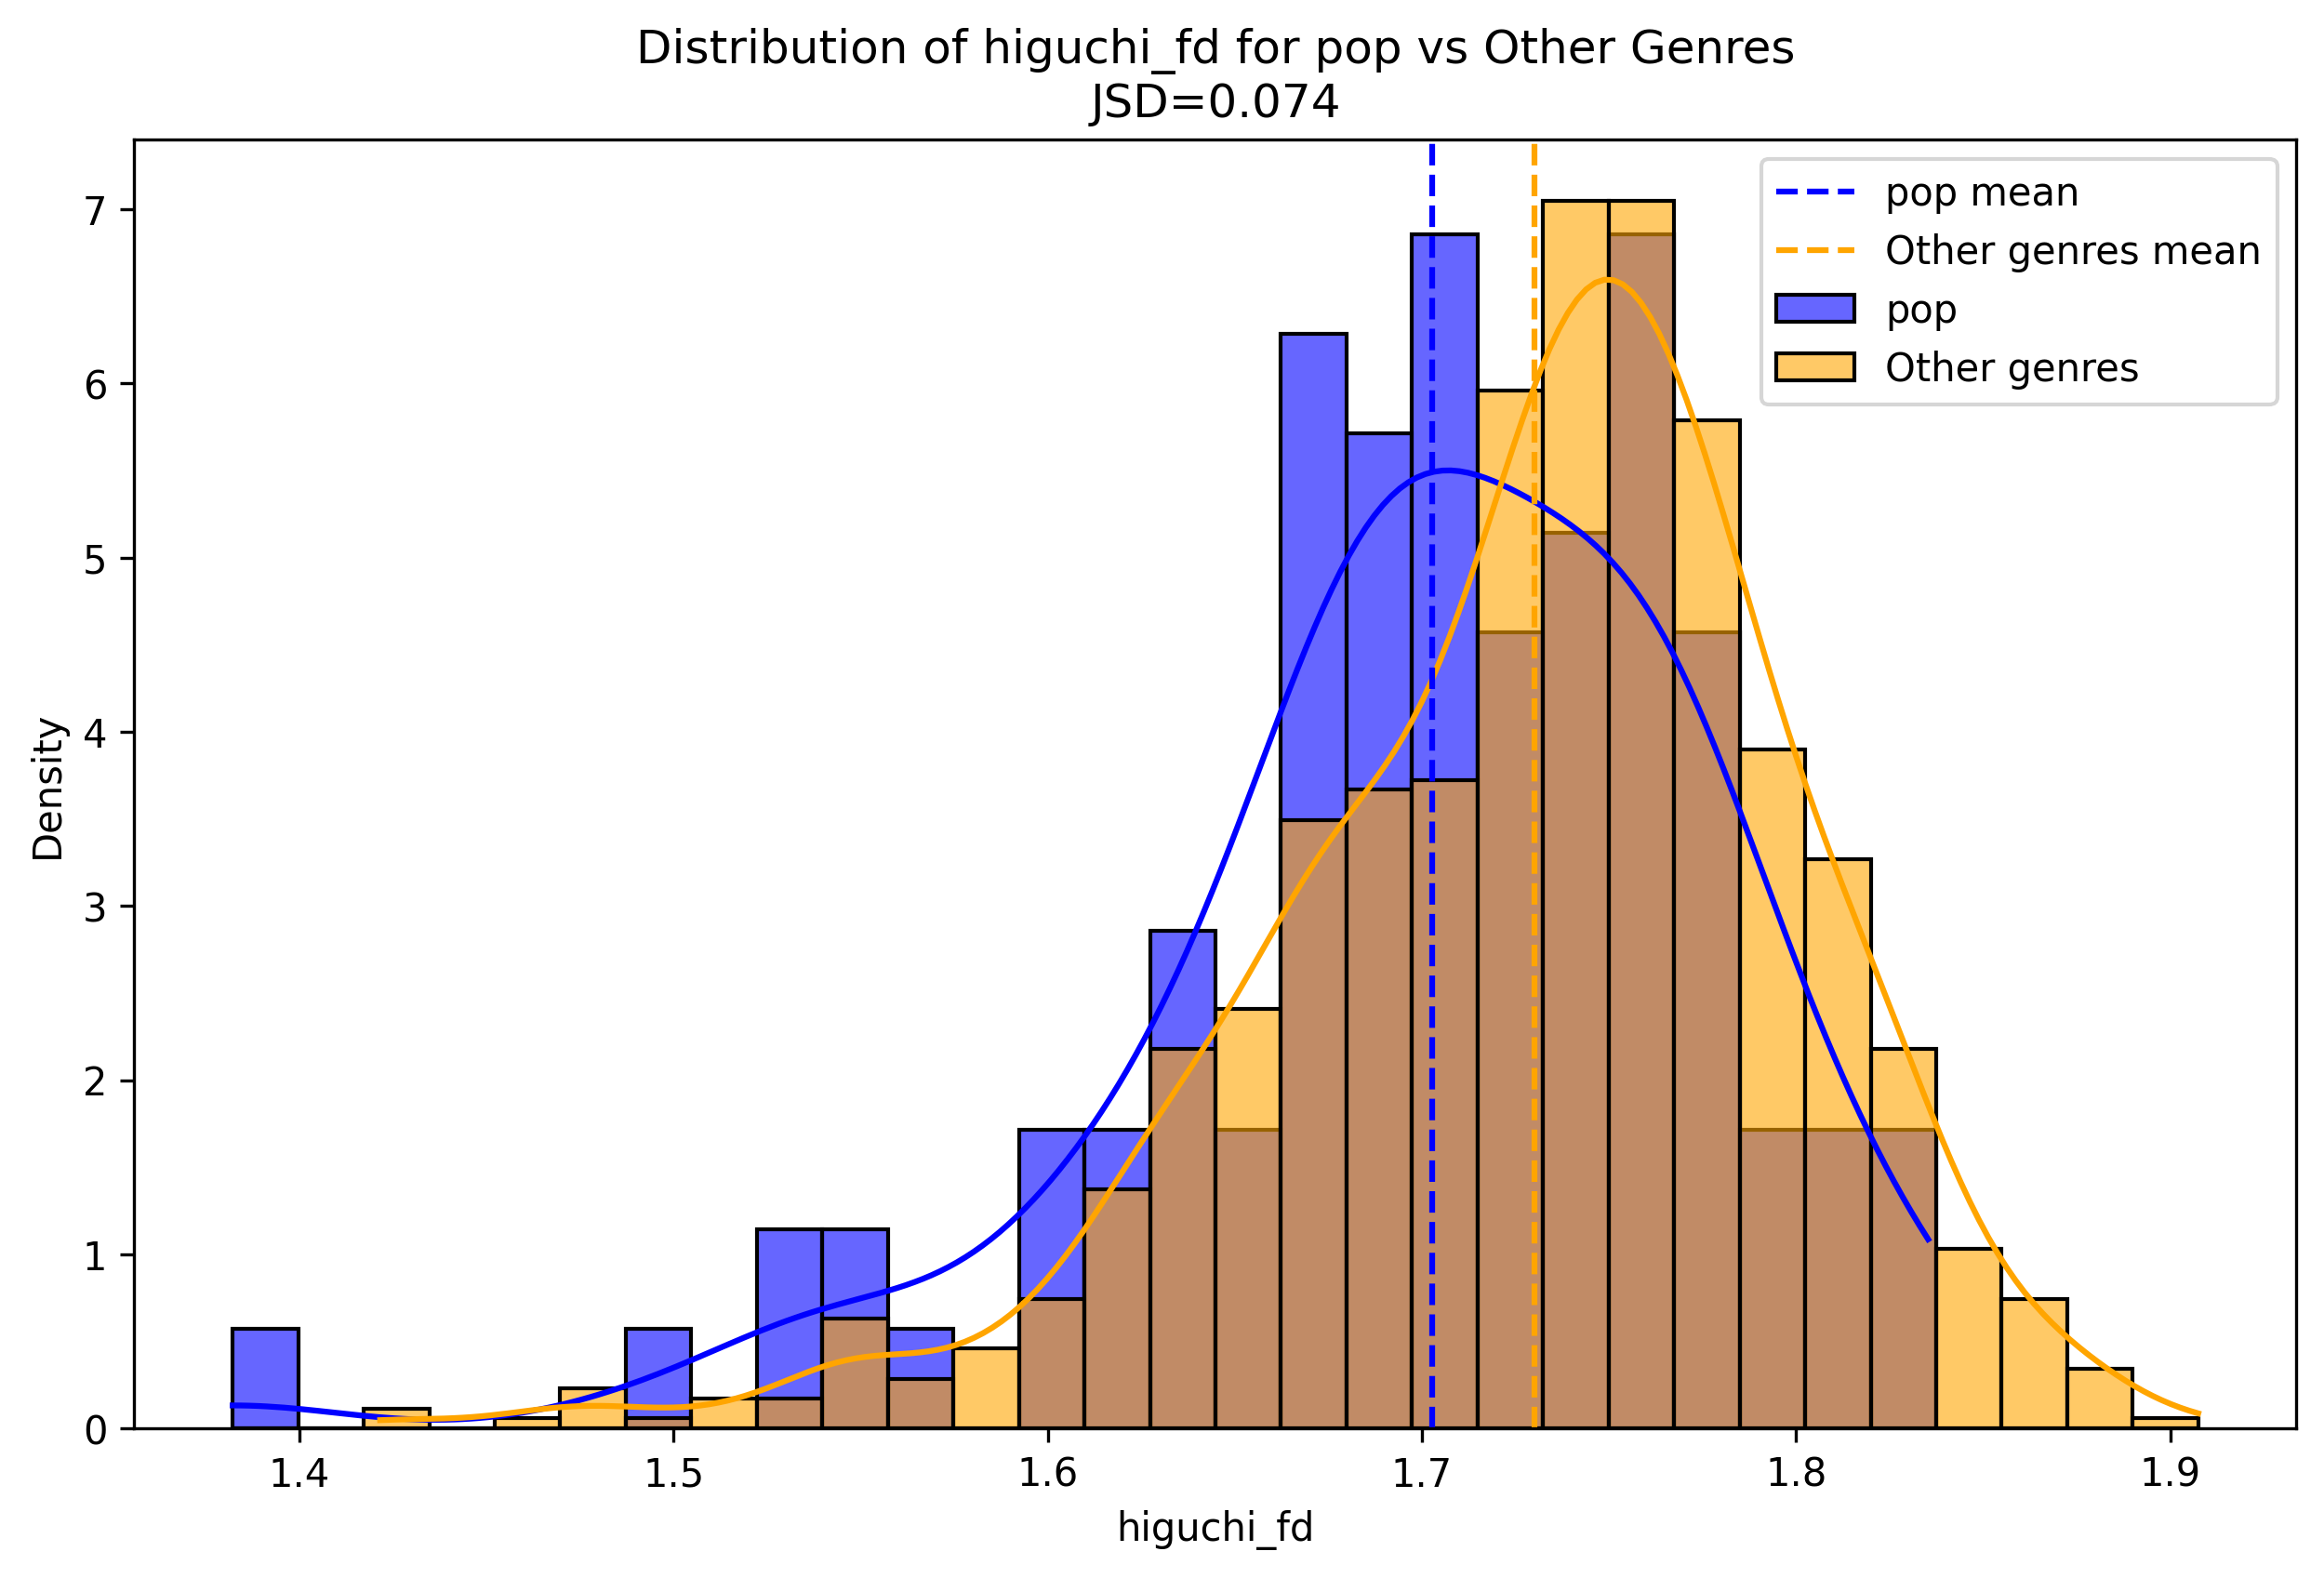 Distribution of higuchi_fd for pop vs Other Genres
JSD=0.074
pop mean
Other genres mean
pop
Other genres
Density
7
6
5
4
3
2
1
0
1.4 1.5 1.6 1.7 1.8 1.9
higuchi_fd